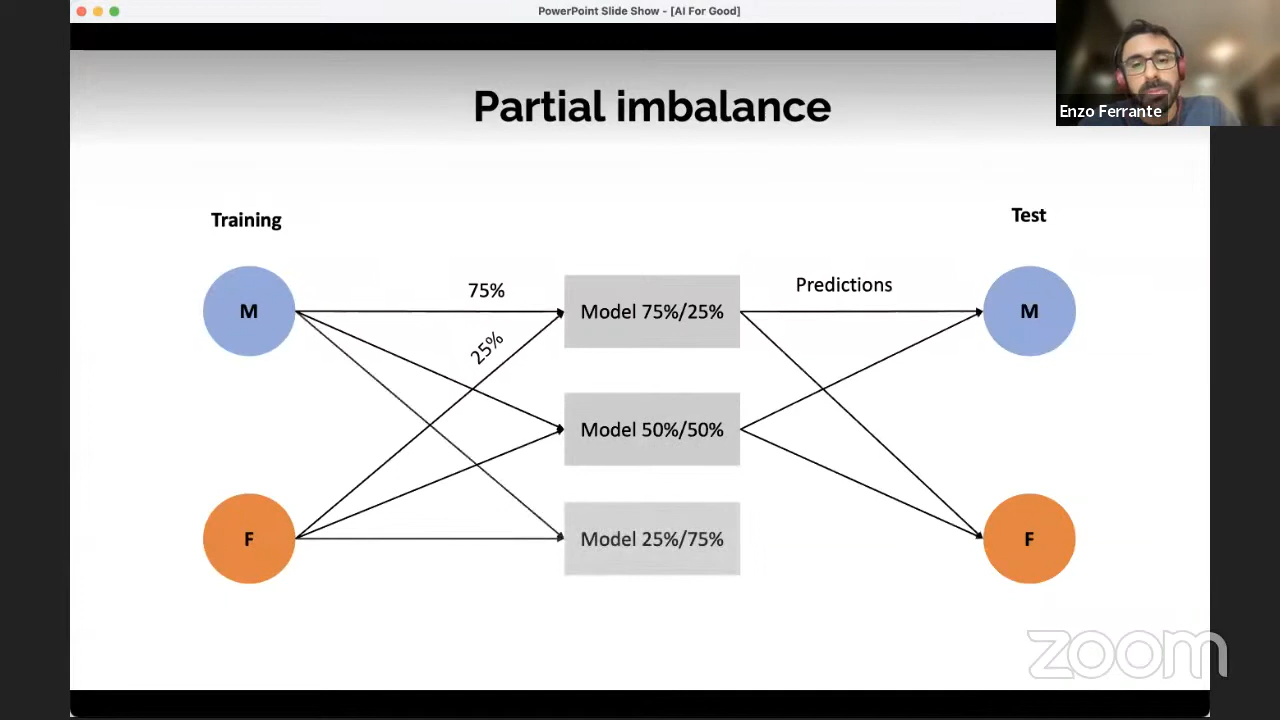 PowerPoint Slide Show - [AI For Good]
Enzo Ferrante
Partial imbalance
Training
Test
M
75%
25%
Model 75%/25%
Predictions
M
Model 50%/50%
F
Model 25%/75%
F
zoom